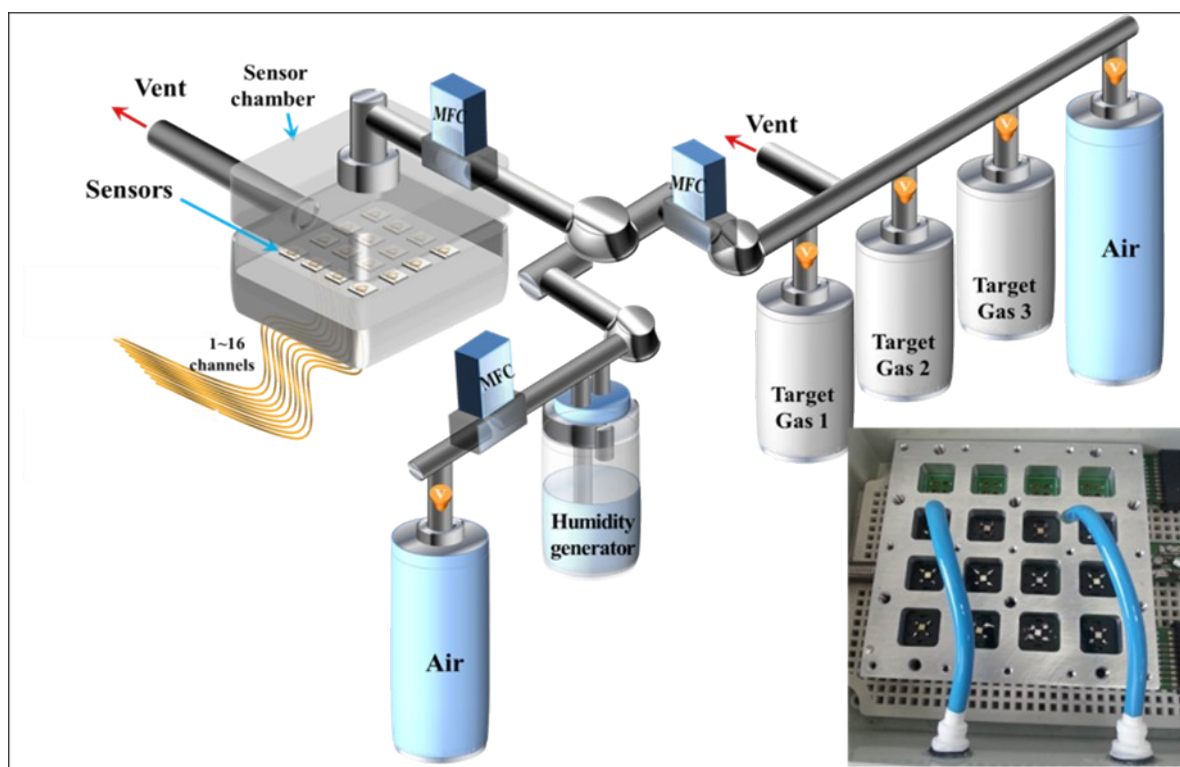 Vent
Sensor
chamber
MFC
Sensors
1~16
channels
Vent
MFC
V
V
V
V
Air
Target
Gas 3
Target
Gas 2
Target
Gas 1
MFC
Humidity
generator
V
Air